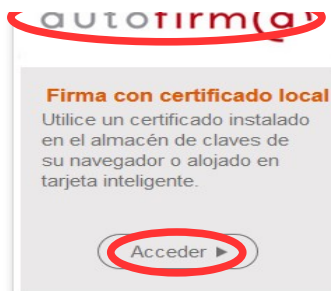 autofirm(a)
Firma con certificado local
Utilice un certificado instalado
en el almacén de claves de
su navegador o alojado en
tarjeta inteligente.
Acceder ►